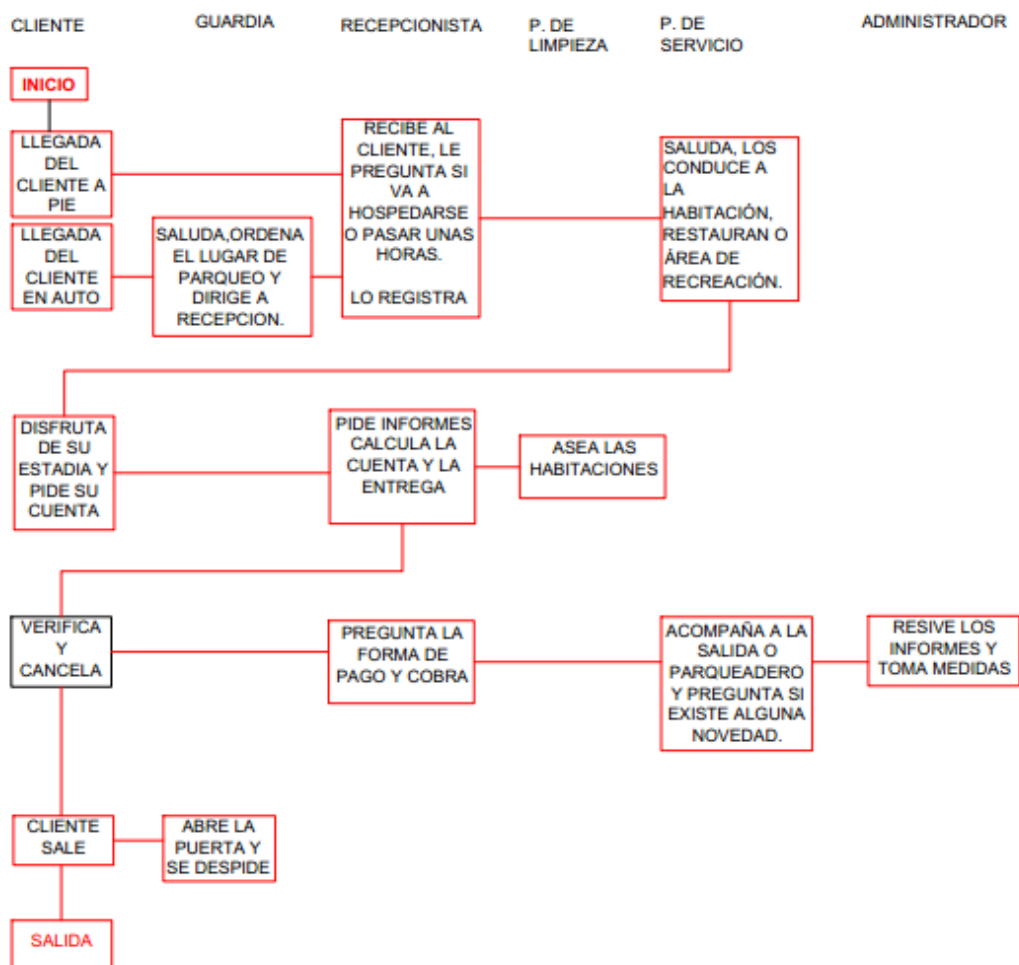 CLIENTE
GUARDIA
RECEPCIONISTA
P. DE
LIMPIEZA
P. DE
SERVICIO
ADMINISTRADOR
INICIO
LLEGADA
DEL
CLIENTE A
PIE
RECIBE AL
CLIENTE, LE
PREGUNTA SI
VA A
HOSPEDARSE
O PASAR UNAS
HORAS.
LO REGISTRA
SALUDA, LOS
CONDUCE A
LA
HABITACIÓN,
RESTAURAN O
ÁREA DE
RECREACIÓN.
LLEGADA
DEL
CLIENTE
EN AUTO
SALUDA,ORDENA
EL LUGAR DE
PARQUEO Y
DIRIGE A
RECEPCION.
DISFRUTA
DE SU
ESTADIA Y
PIDE SU
CUENTA
PIDE INFORMES
CALCULA LA
CUENTA Y LA
ENTREGA
ASEA LAS
HABITACIONES
VERIFICA
Y
CANCELA
PREGUNTA LA
FORMA DE
PAGO Y COBRA
ACOMPAÑA A LA
SALIDA O
PARQUEADERO
Y PREGUNTA SI
EXISTE ALGUNA
NOVEDAD.
RESIVE LOS
INFORMES Y
TOMA MEDIDAS
CLIENTE
SALE
ABRE LA
PUERTA Y
SE DESPIDE
SALIDA